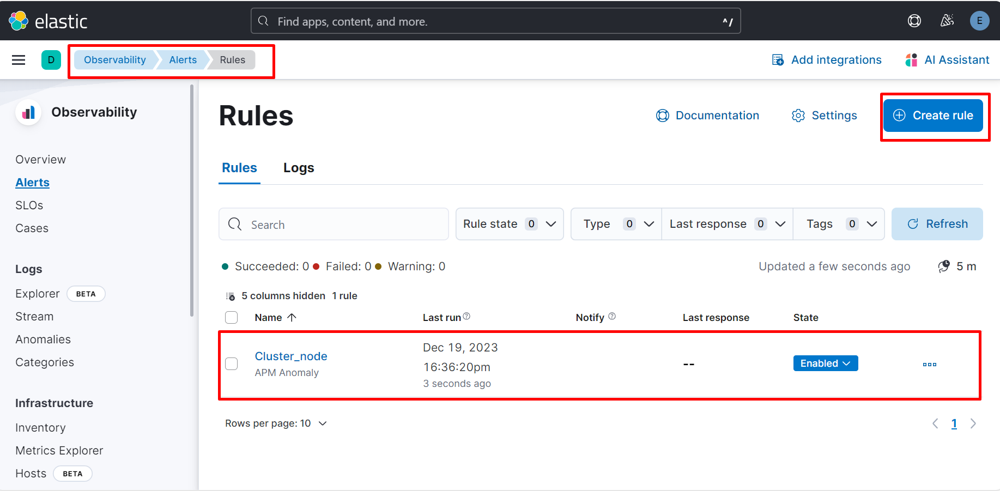 elastic
Find apps, content, and more.
^/
E
D
Observability
Alerts
Rules
Add integrations
AI Assistant
Observability
Overview
Alerts
SLOs
Cases
Logs
Explorer BETA
Stream
Anomalies
Categories
Infrastructure
Inventory
Metrics Explorer
Hosts BETA
Rules
Documentation
Settings
Create rule
Rules
Logs
Search
Rule state 0
Type 0
Last response 0
Tags 0
Refresh
Succeeded: 0 Failed: 0 Warning: 0
Updated a few seconds ago
5 m
5 columns hidden 1 rule
Name Last run Notify Last response State
Cluster_node
APM Anomaly
Dec 19, 2023
16:36:20pm
3 seconds ago
--
Enabled
Rows per page: 10
1